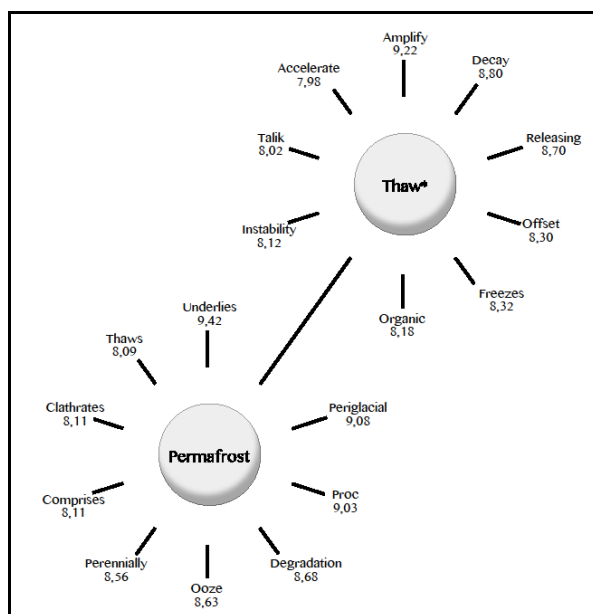 Amplify
9,22
Decay
8,80
Accelerate
7,98
Releasing
8,70
Talik
8,02
Thaw*
Offset
8,30
Instability
8,12
Freezes
8,32
Organic
8,18
Underlies
9,42
Thaws
8,09
Clathrates
8,11
Periglacial
9,08
Permafrost
Comprises
8,11
Proc
9,03
Perennially
8,56
Degradation
8,68
Ooze
8,63